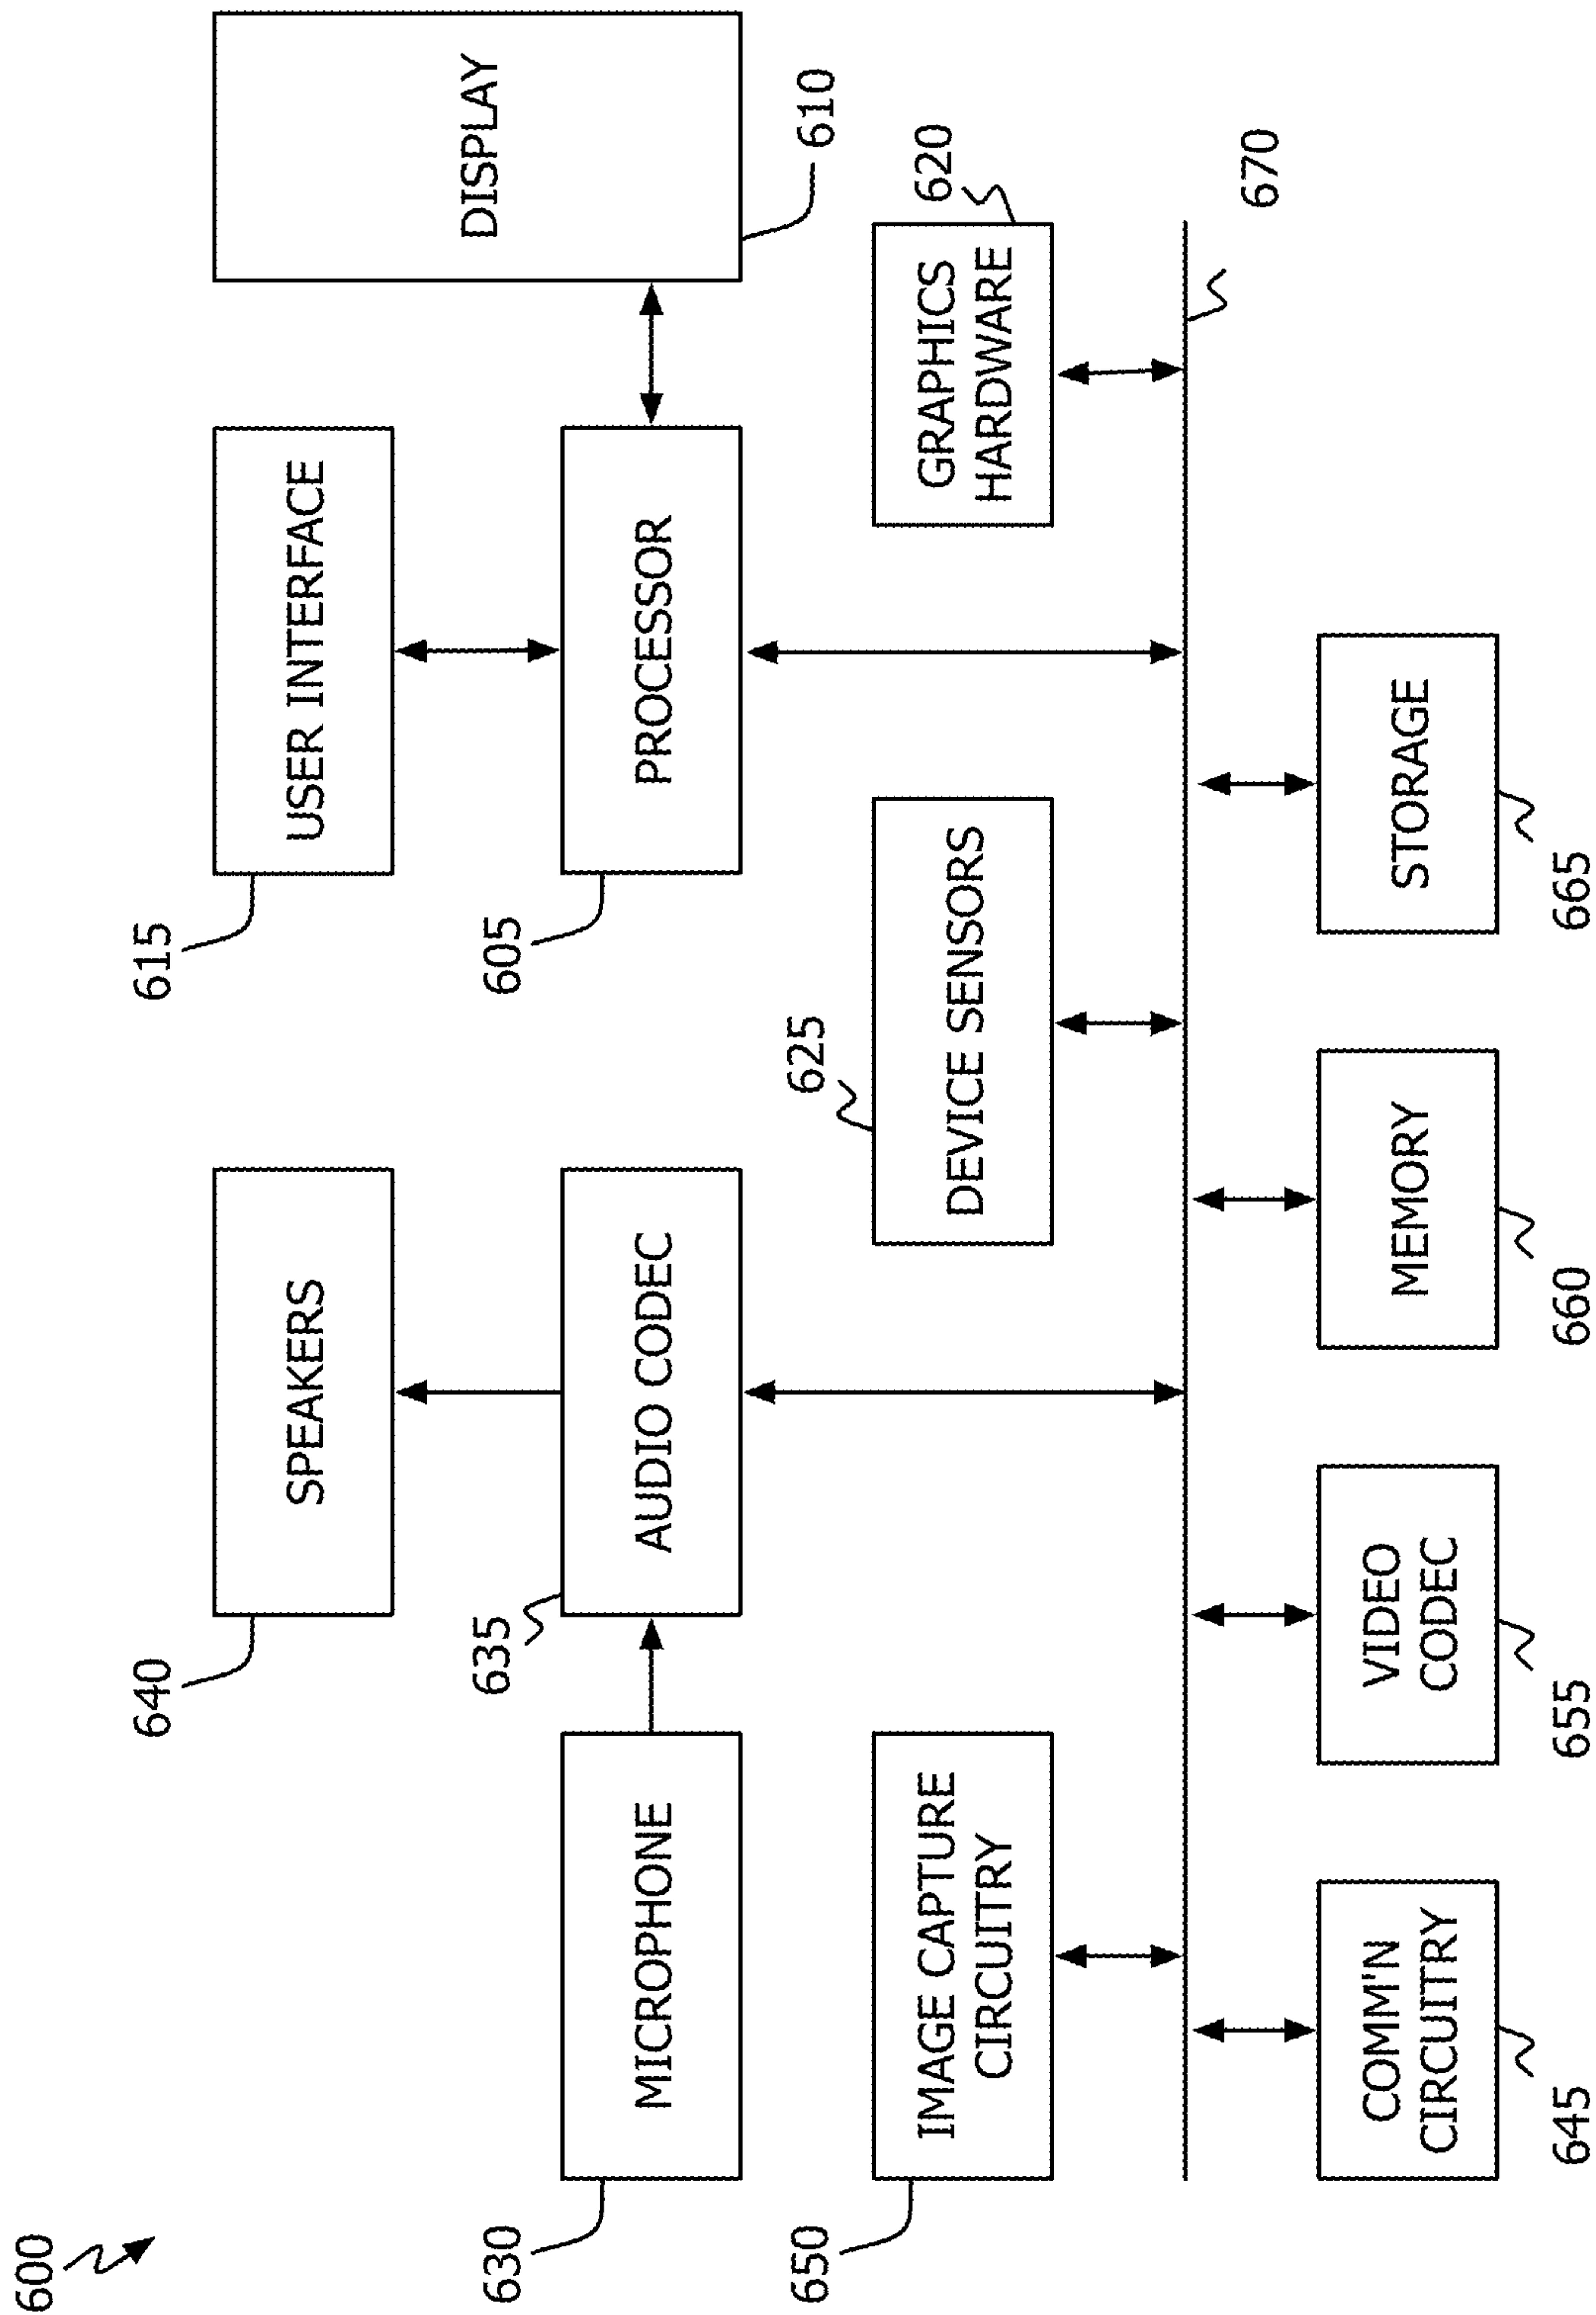 600
640
SPEAKERS
615
USER INTERFACE
DISPLAY
630
MICROPHONE
635
AUDIO CODEC
605
PROCESSOR
610
650
IMAGE CAPTURE
CIRCUITRY
625
DEVICE SENSORS
GRAPHICS
HARDWARE
620
670
COMM'N
CIRCUITRY
645
VIDEO
CODEC
655
MEMORY
660
STORAGE
665